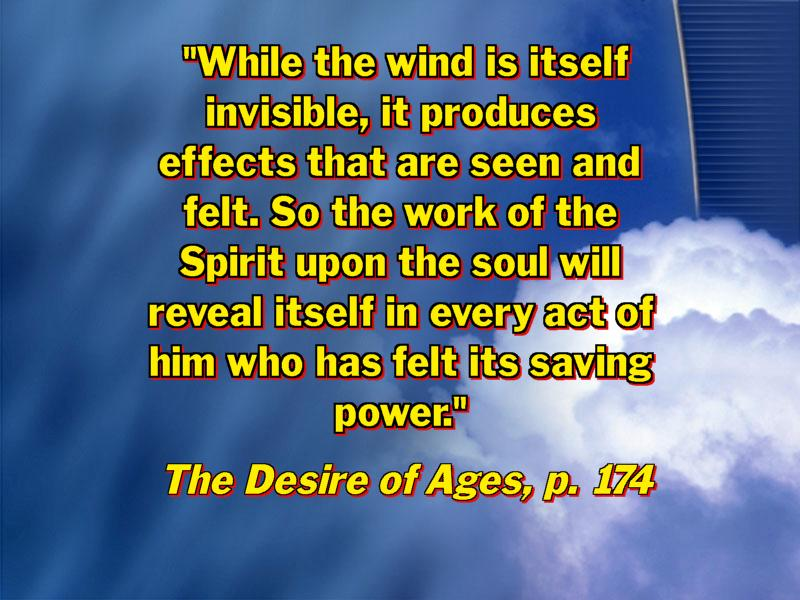 "While the wind is itself
invisible, it produces
effects that are seen and
felt. So the work of the
Spirit upon the soul will
reveal itself in every act of
him who has felt its saving
power."
The Desire of Ages, p. 174